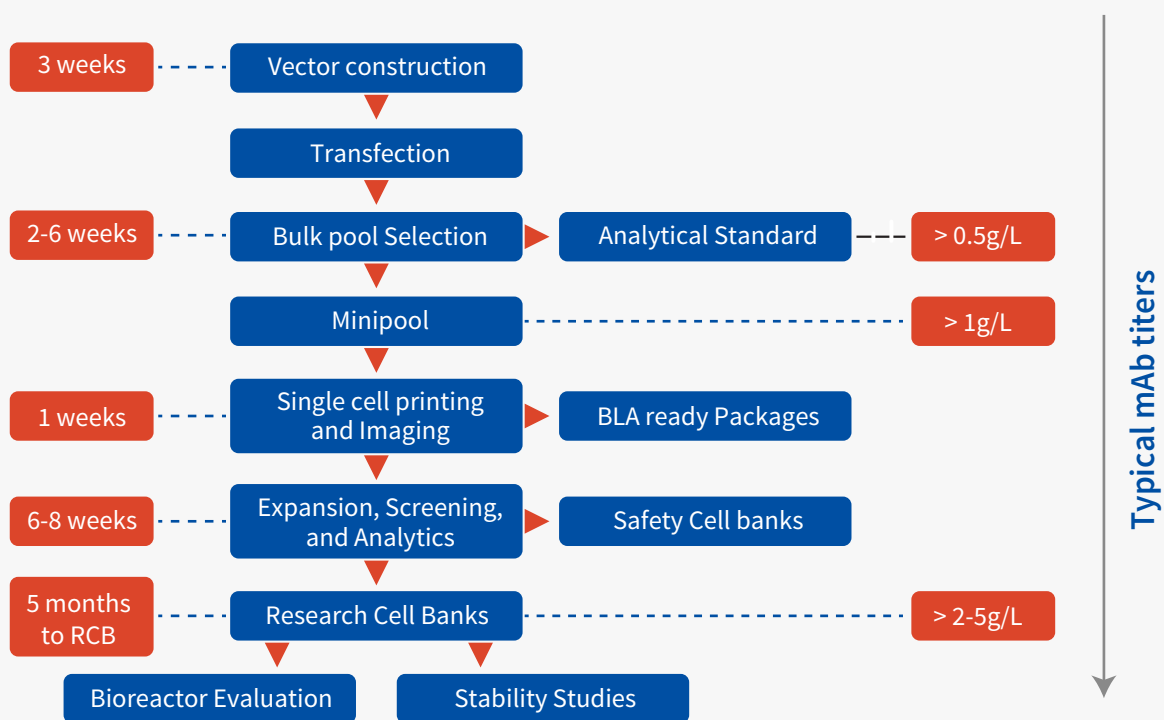 3 weeks
Vector construction
Transfection
2-6 weeks
Bulk pool Selection
Analytical Standard
> 0.5g/L
Minipool
> 1g/L
1 weeks
Single cell printing
and Imaging
BLA ready Packages
6-8 weeks
Expansion, Screening,
and Analytics
Safety Cell banks
5 months
to RCB
Research Cell Banks
> 2-5g/L
Bioreactor Evaluation
Stability Studies
Typical mAb titers